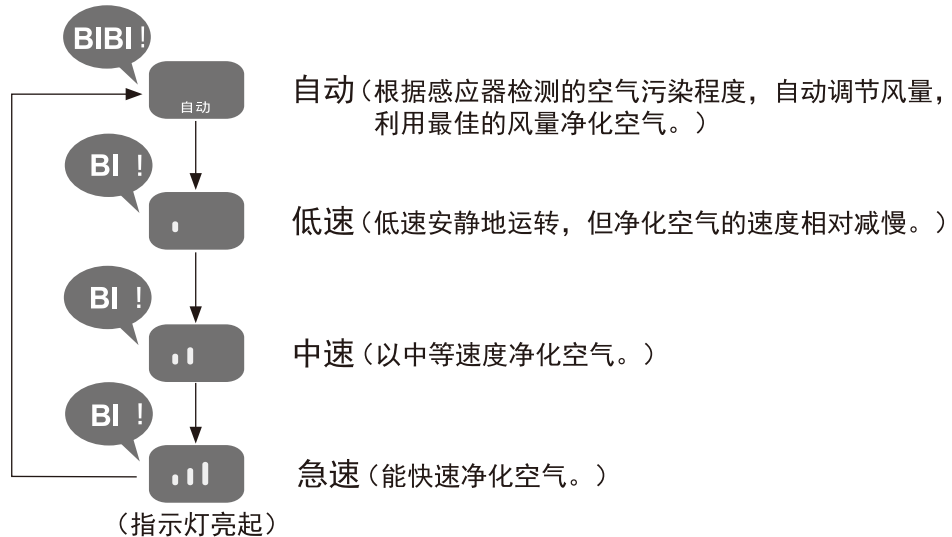 BIBI！
自动
自动（根据感应器检测的空气污染程度，自动调节风量，
利用最佳的风量净化空气。）
BI！
低速（低速安静地运转，但净化空气的速度相对减慢。）
BI！
中速（以中等速度净化空气。）
BI！
急速（能快速净化空气。）
（指示灯亮起）